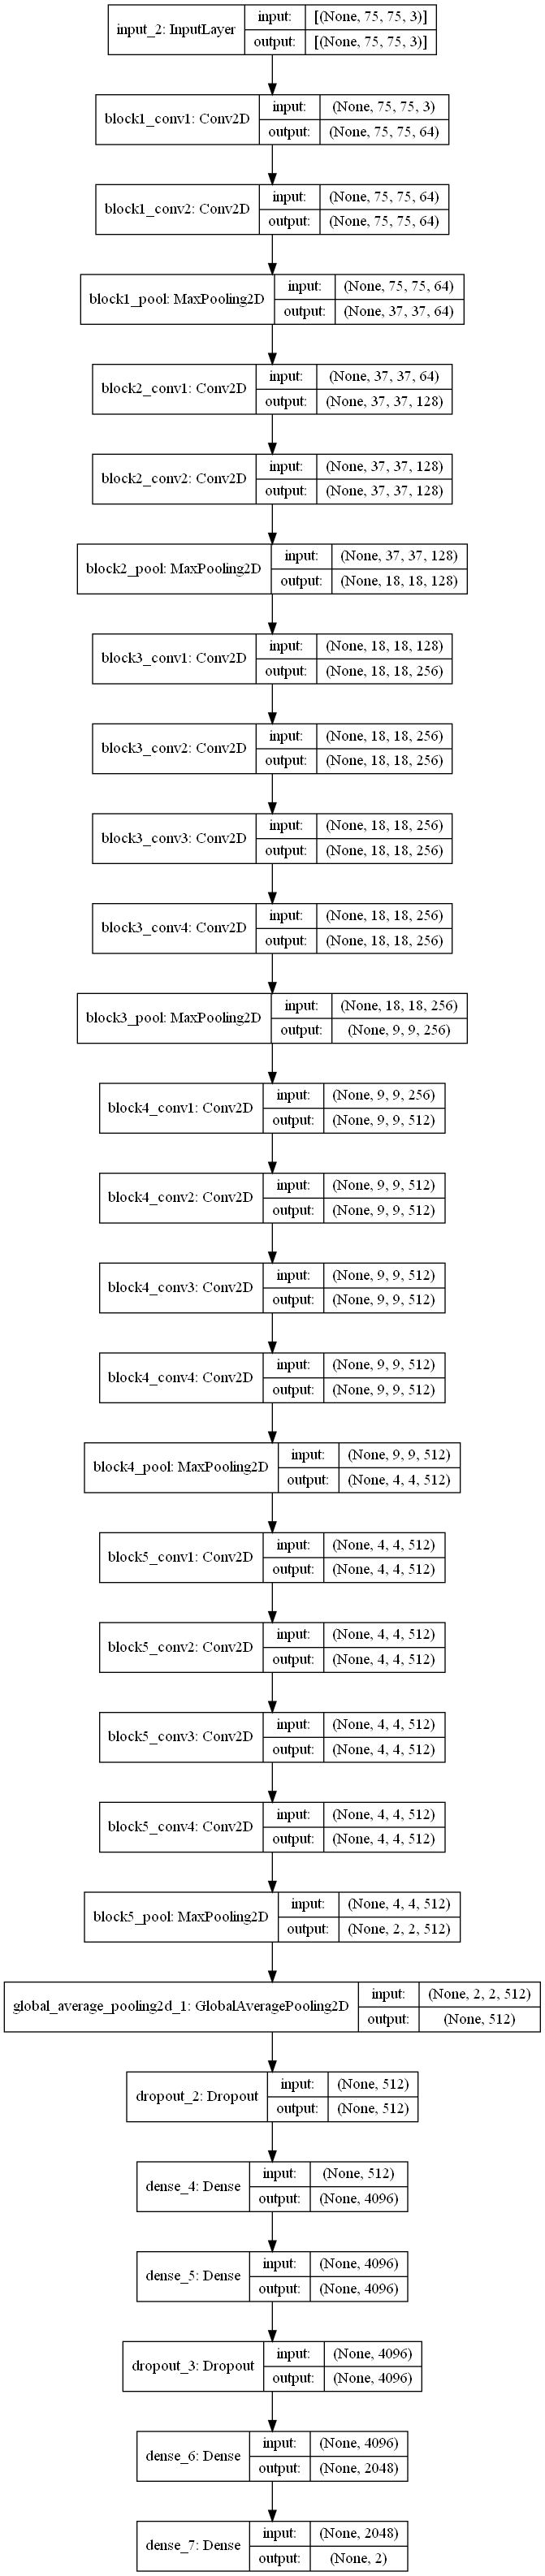 input_2: InputLayer
input: [(None, 75, 75, 3)]
output: [(None, 75, 75, 3)]
block1_conv1: Conv2D
input: (None, 75, 75, 3)
output: (None, 75, 75, 64)
block1_conv2: Conv2D
input: (None, 75, 75, 64)
output: (None, 75, 75, 64)
block1_pool: MaxPooling2D
input: (None, 75, 75, 64)
output: (None, 37, 37, 64)
block2_conv1: Conv2D
input: (None, 37, 37, 64)
output: (None, 37, 37, 128)
block2_conv2: Conv2D
input: (None, 37, 37, 128)
output: (None, 37, 37, 128)
block2_pool: MaxPooling2D
input: (None, 37, 37, 128)
output: (None, 18, 18, 128)
block3_conv1: Conv2D
input: (None, 18, 18, 128)
output: (None, 18, 18, 256)
block3_conv2: Conv2D
input: (None, 18, 18, 256)
output: (None, 18, 18, 256)
block3_conv3: Conv2D
input: (None, 18, 18, 256)
output: (None, 18, 18, 256)
block3_conv4: Conv2D
input: (None, 18, 18, 256)
output: (None, 18, 18, 256)
block3_pool: MaxPooling2D
input: (None, 18, 18, 256)
output: (None, 9, 9, 256)
block4_conv1: Conv2D
input: (None, 9, 9, 256)
output: (None, 9, 9, 512)
block4_conv2: Conv2D
input: (None, 9, 9, 512)
output: (None, 9, 9, 512)
block4_conv3: Conv2D
input: (None, 9, 9, 512)
output: (None, 9, 9, 512)
block4_conv4: Conv2D
input: (None, 9, 9, 512)
output: (None, 9, 9, 512)
block4_pool: MaxPooling2D
input: (None, 9, 9, 512)
output: (None, 4, 4, 512)
block5_conv1: Conv2D
input: (None, 4, 4, 512)
output: (None, 4, 4, 512)
block5_conv2: Conv2D
input: (None, 4, 4, 512)
output: (None, 4, 4, 512)
block5_conv3: Conv2D
input: (None, 4, 4, 512)
output: (None, 4, 4, 512)
block5_conv4: Conv2D
input: (None, 4, 4, 512)
output: (None, 4, 4, 512)
block5_pool: MaxPooling2D
input: (None, 4, 4, 512)
output: (None, 2, 2, 512)
global_average_pooling2d_1: GlobalAveragePooling2D
input: (None, 2, 2, 512)
output: (None, 512)
dropout_2: Dropout
input: (None, 512)
output: (None, 512)
dense_4: Dense
input: (None, 512)
output: (None, 4096)
dense_5: Dense
input: (None, 4096)
output: (None, 4096)
dropout_3: Dropout
input: (None, 4096)
output: (None, 4096)
dense_6: Dense
input: (None, 4096)
output: (None, 2048)
dense_7: Dense
input: (None, 2048)
output: (None, 2)